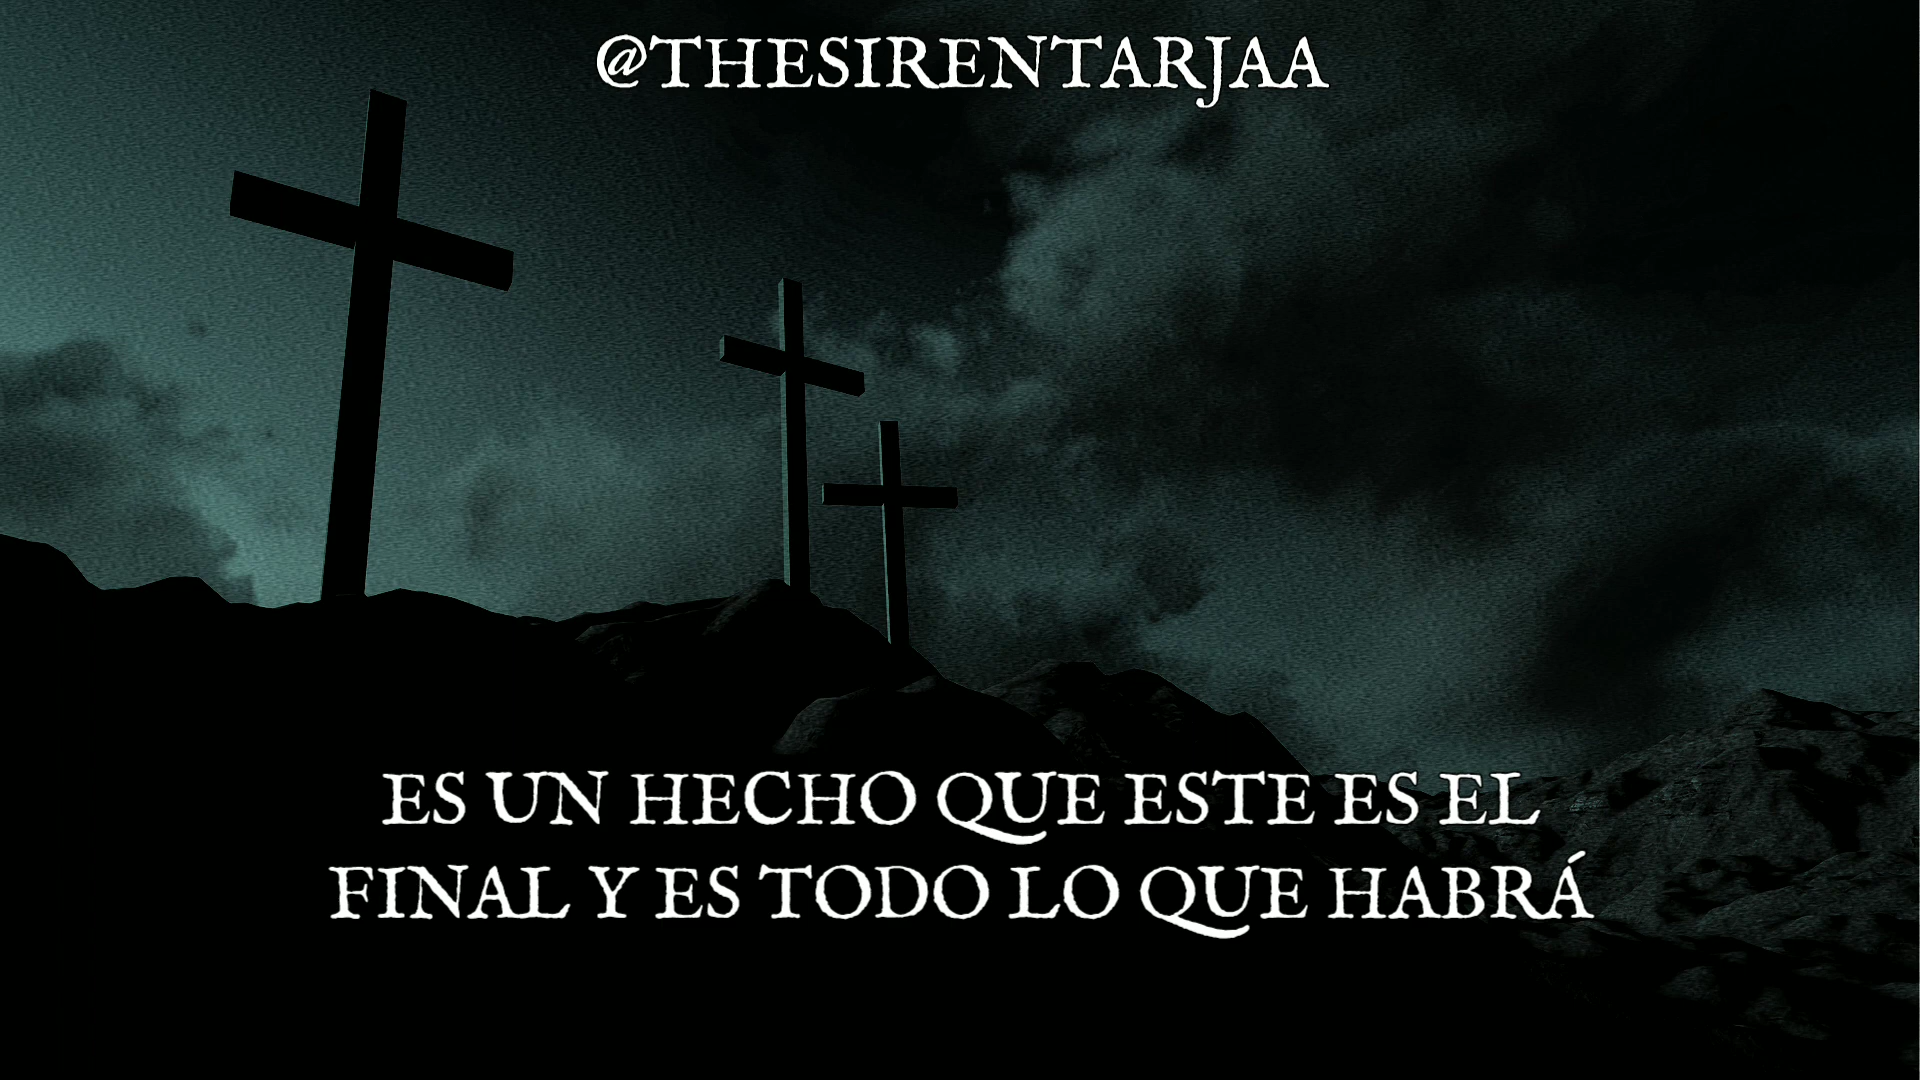 @THESIRENTARJAA
ES UN HECHO QUE ESTE ES EL
FINAL Y ES TODO LO QUE HABRÁ